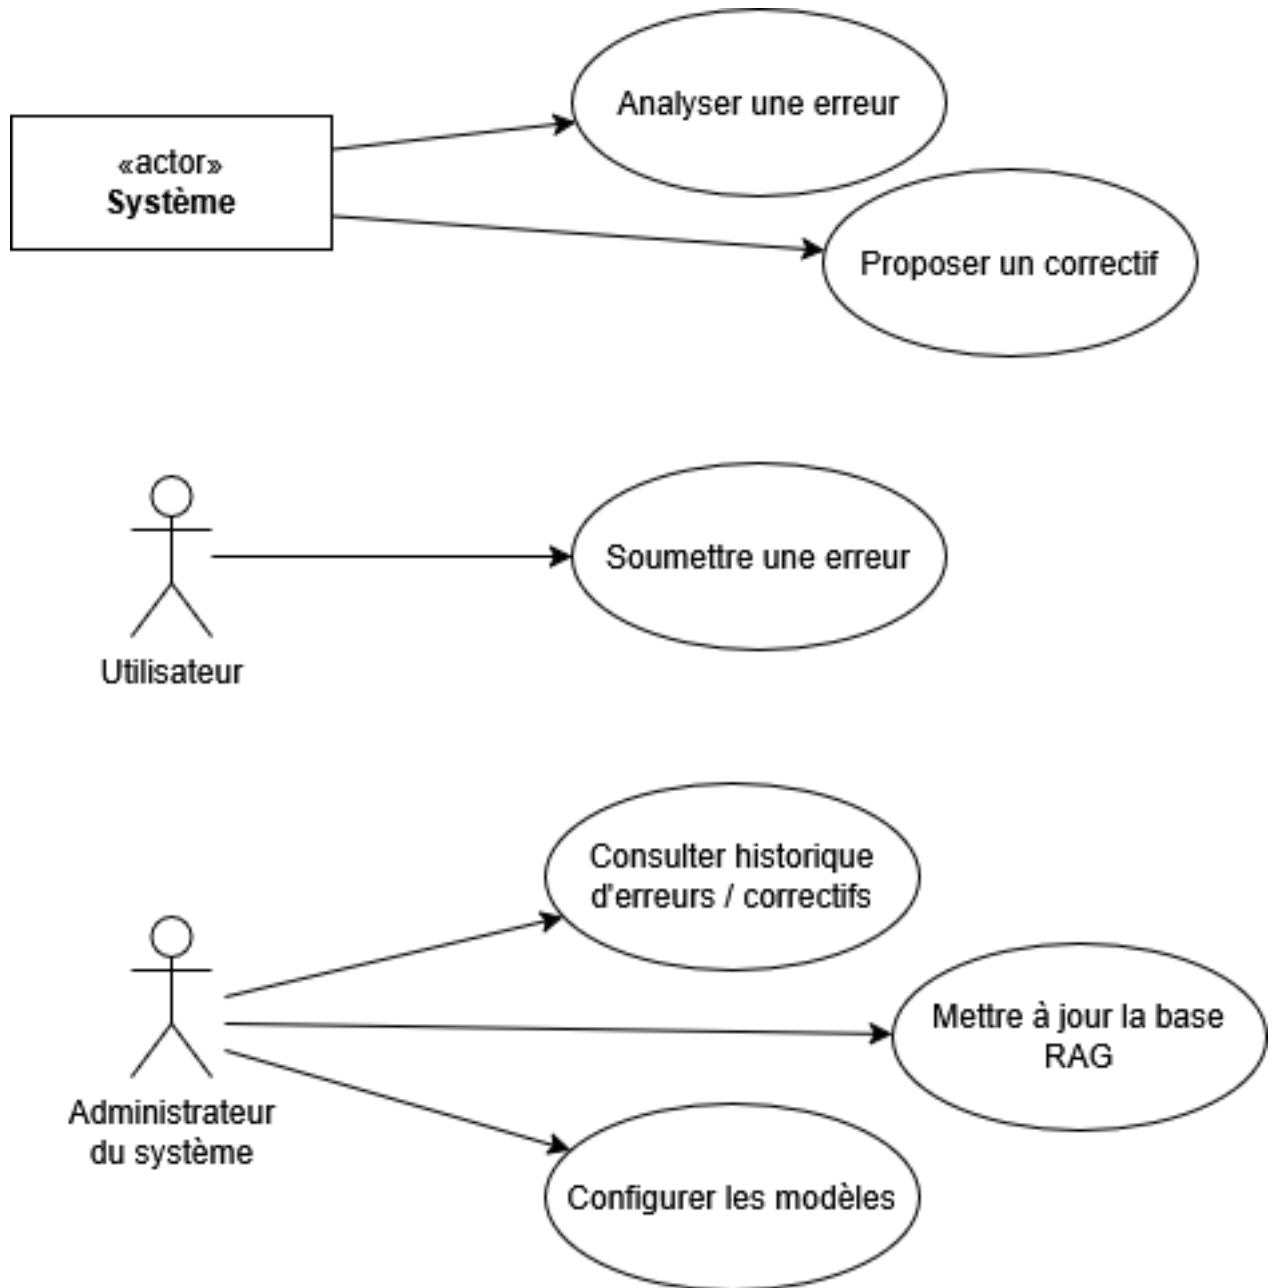 Analyser une erreur
«actor»
Système
Proposer un correctif
Soumettre une erreur
Utilisateur
Consulter historique
d'erreurs / correctifs
Mettre à jour la base
RAG
Administrateur
du système
Configurer les modèles